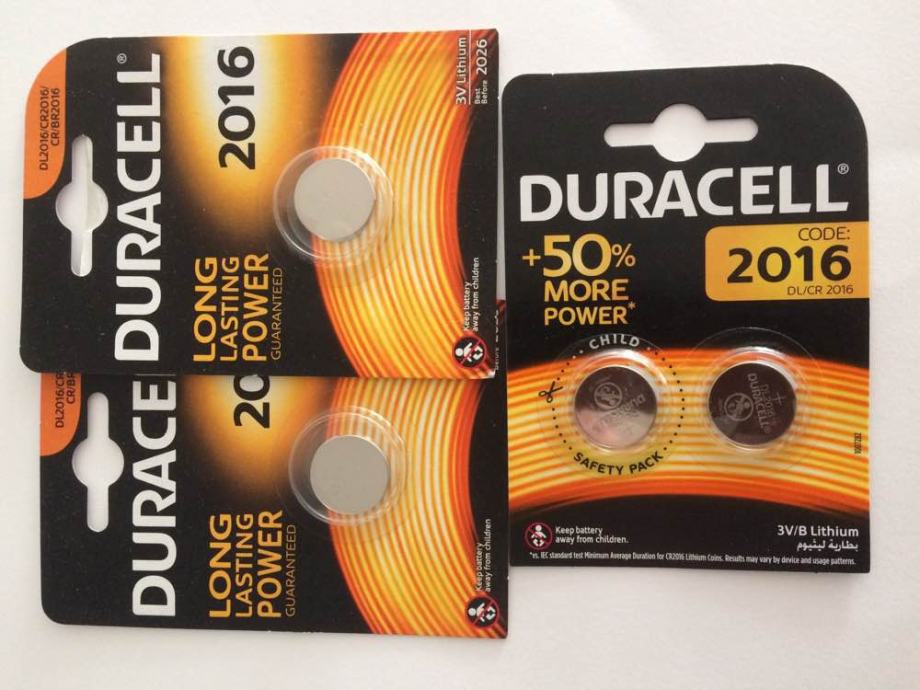 DL2016/CR2016/
CR/BR2016
DURACELL®
2016
LONG
LASTING
POWER
GUARANTEED
3V Lithium
Best
Before
2026
Keep battery
away from children
DURACE
20
LONG
LASTING
POWER
GUARANTEED
Keep battery
away from children
DURACELL®
+50%
MORE
POWER*
CODE:
2016
DL/CR 2016
CHILD
SAFETY PACK
DURACELL
DURACELL®
Keep battery
away from children.
3V/B Lithium
بطارية ليثيوم
*vs. IEC standard test Minimum Average Duration for CR2016 Lithium Coins. Results may vary by device and usage patterns.